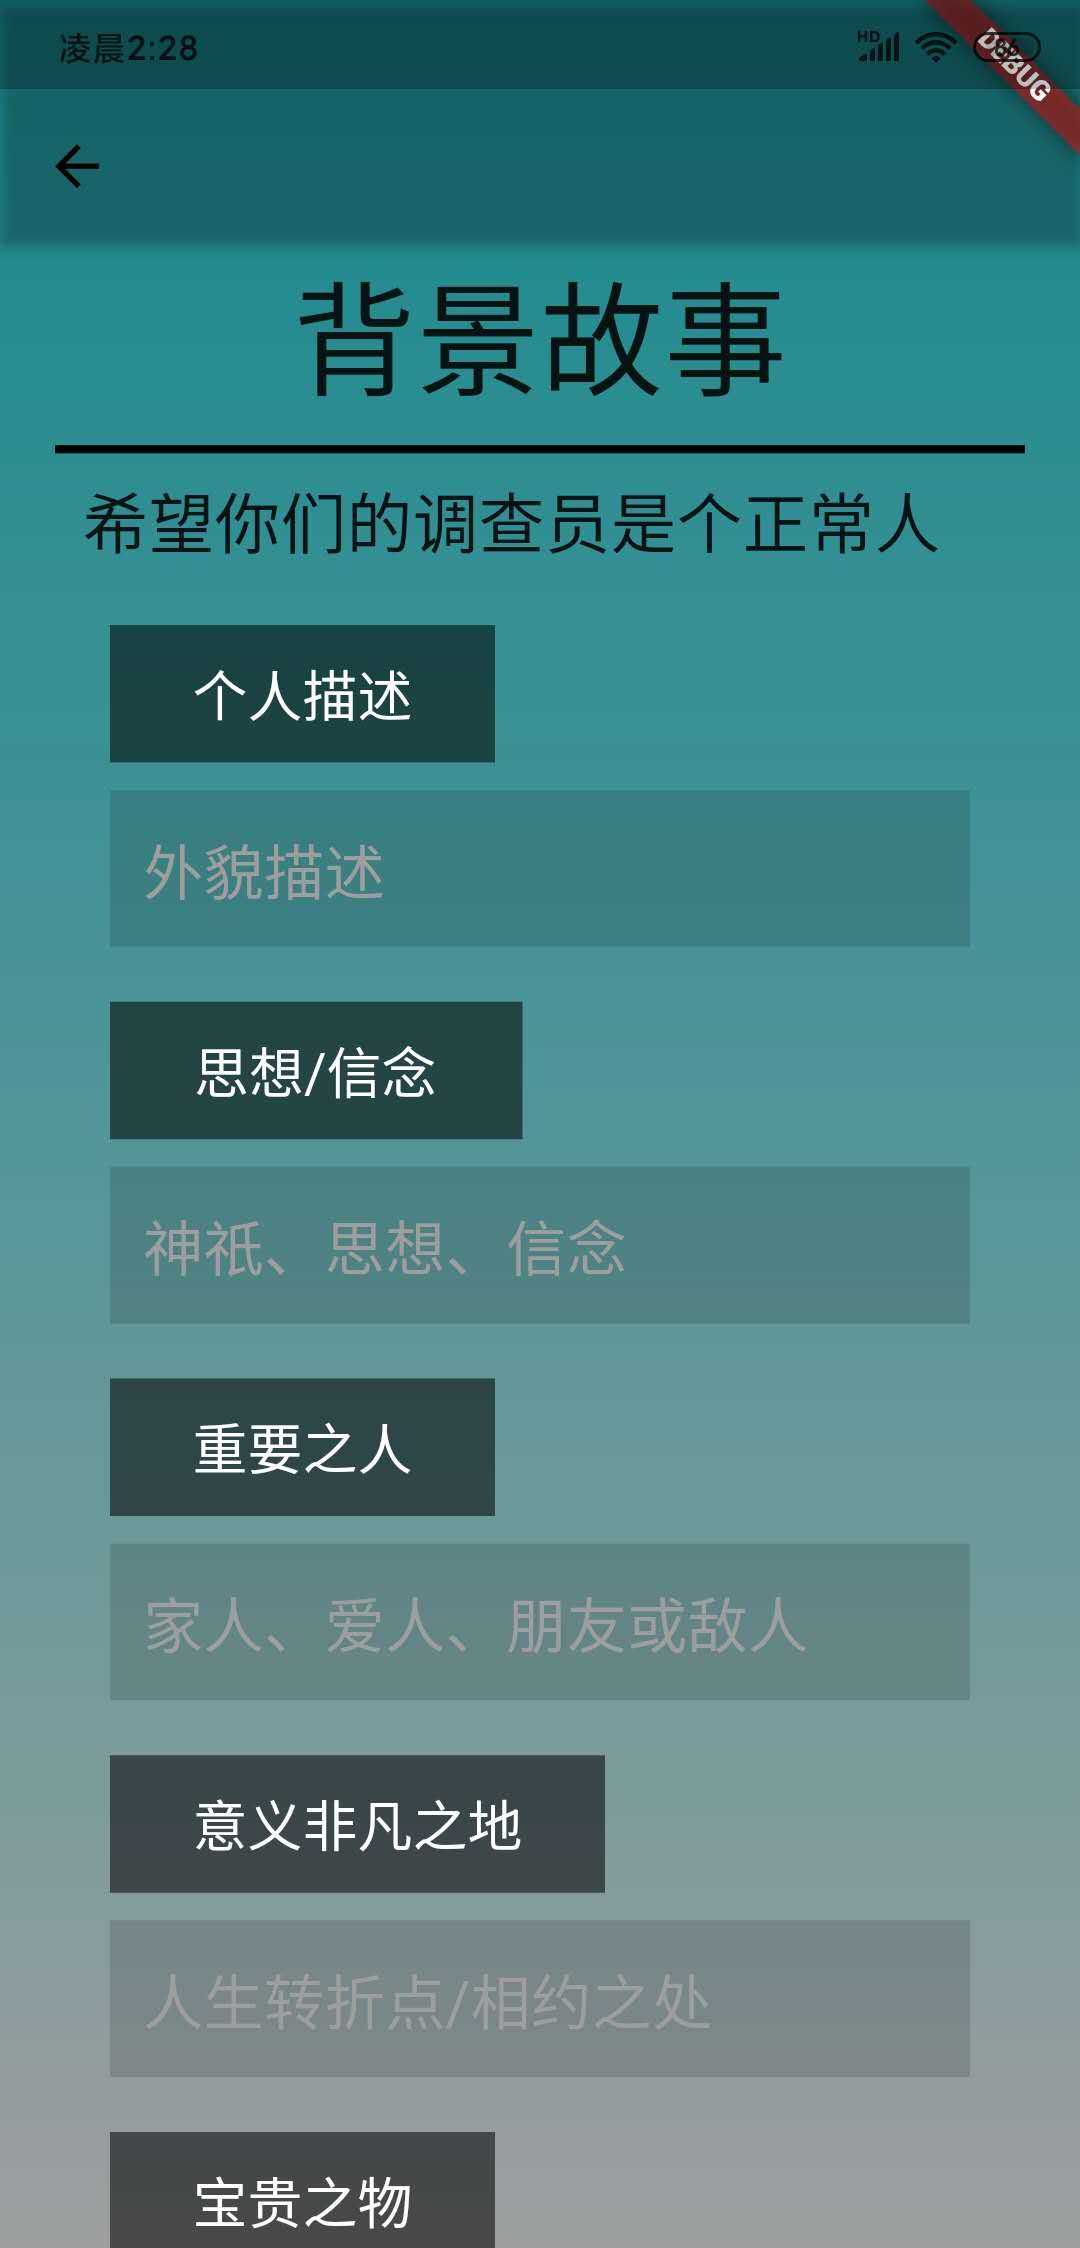 凌晨2:28
HD
DEBUG
背景故事
希望你们的调查员是个正常人
个人描述
外貌描述
思想/信念
神祇、思想、信念
重要之人
家人、爱人、朋友或敌人
意义非凡之地
人生转折点/相约之处
宝贵之物